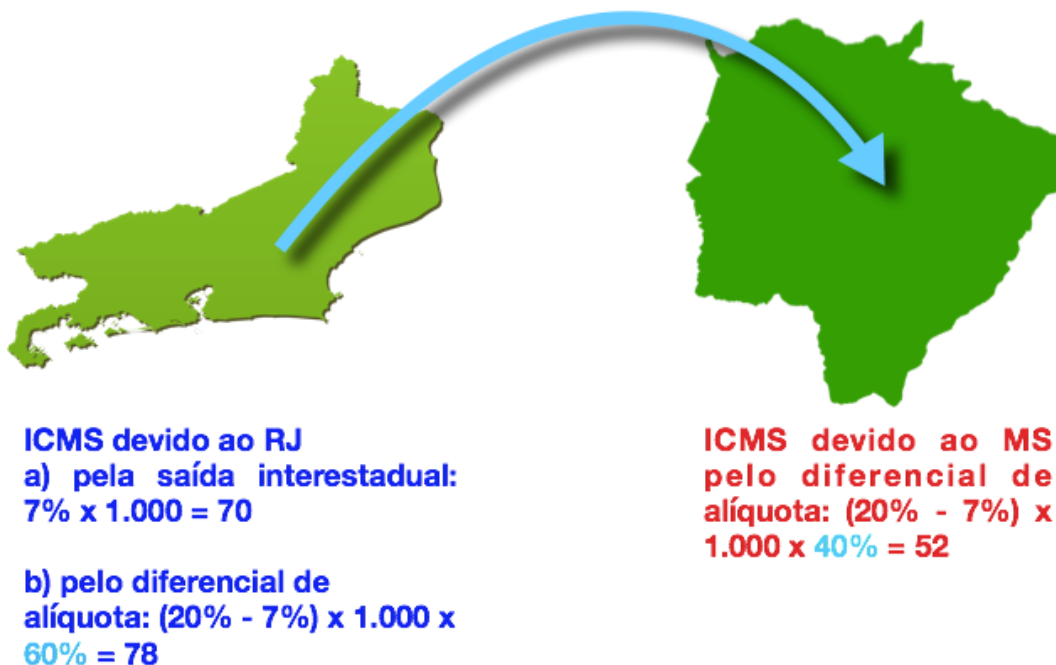 ICMS devido ao RJ
a) pela saída interestadual:
7% x 1.000 = 70
b) pelo diferencial de
alíquota: (20% - 7%) x 1.000 x
60% = 78
ICMS devido ao MS
pelo diferencial de
alíquota: (20% - 7%) x
1.000 x 40% = 52